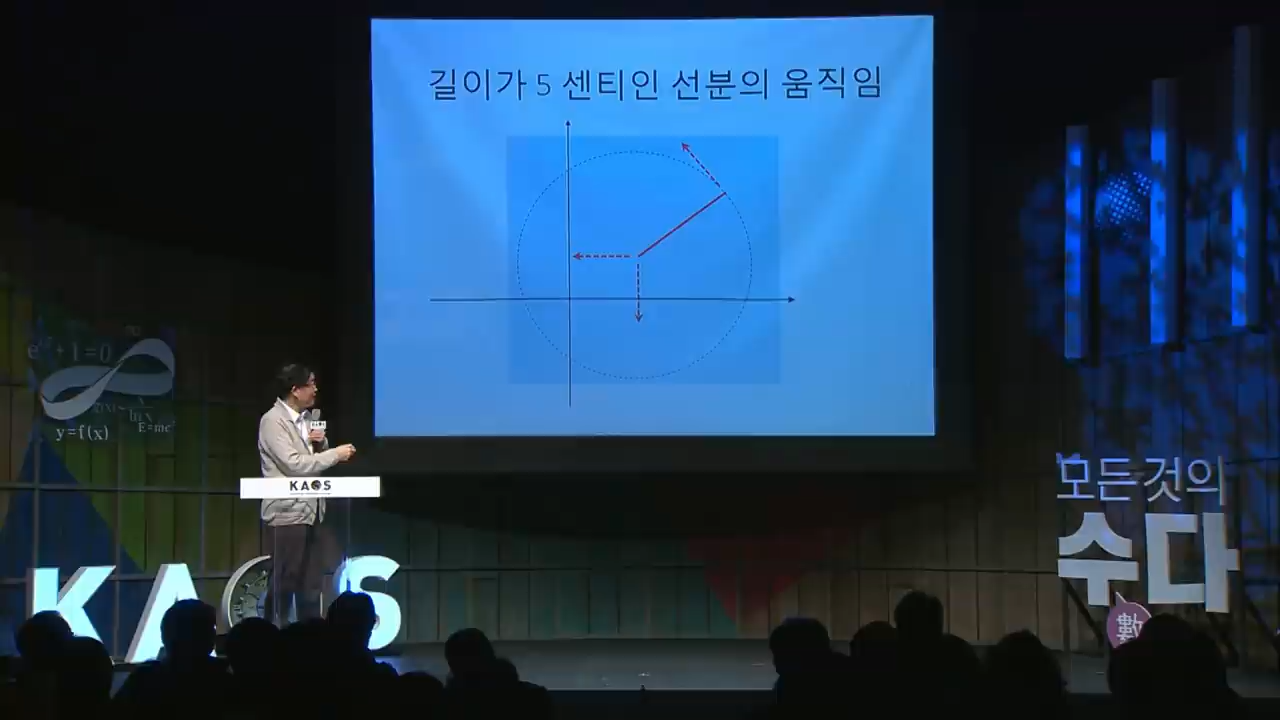 길이가 5 센티인 선분의 움직임
y=f(x)
E=mc²
KAOS
KAOS
모든것의
수다
數